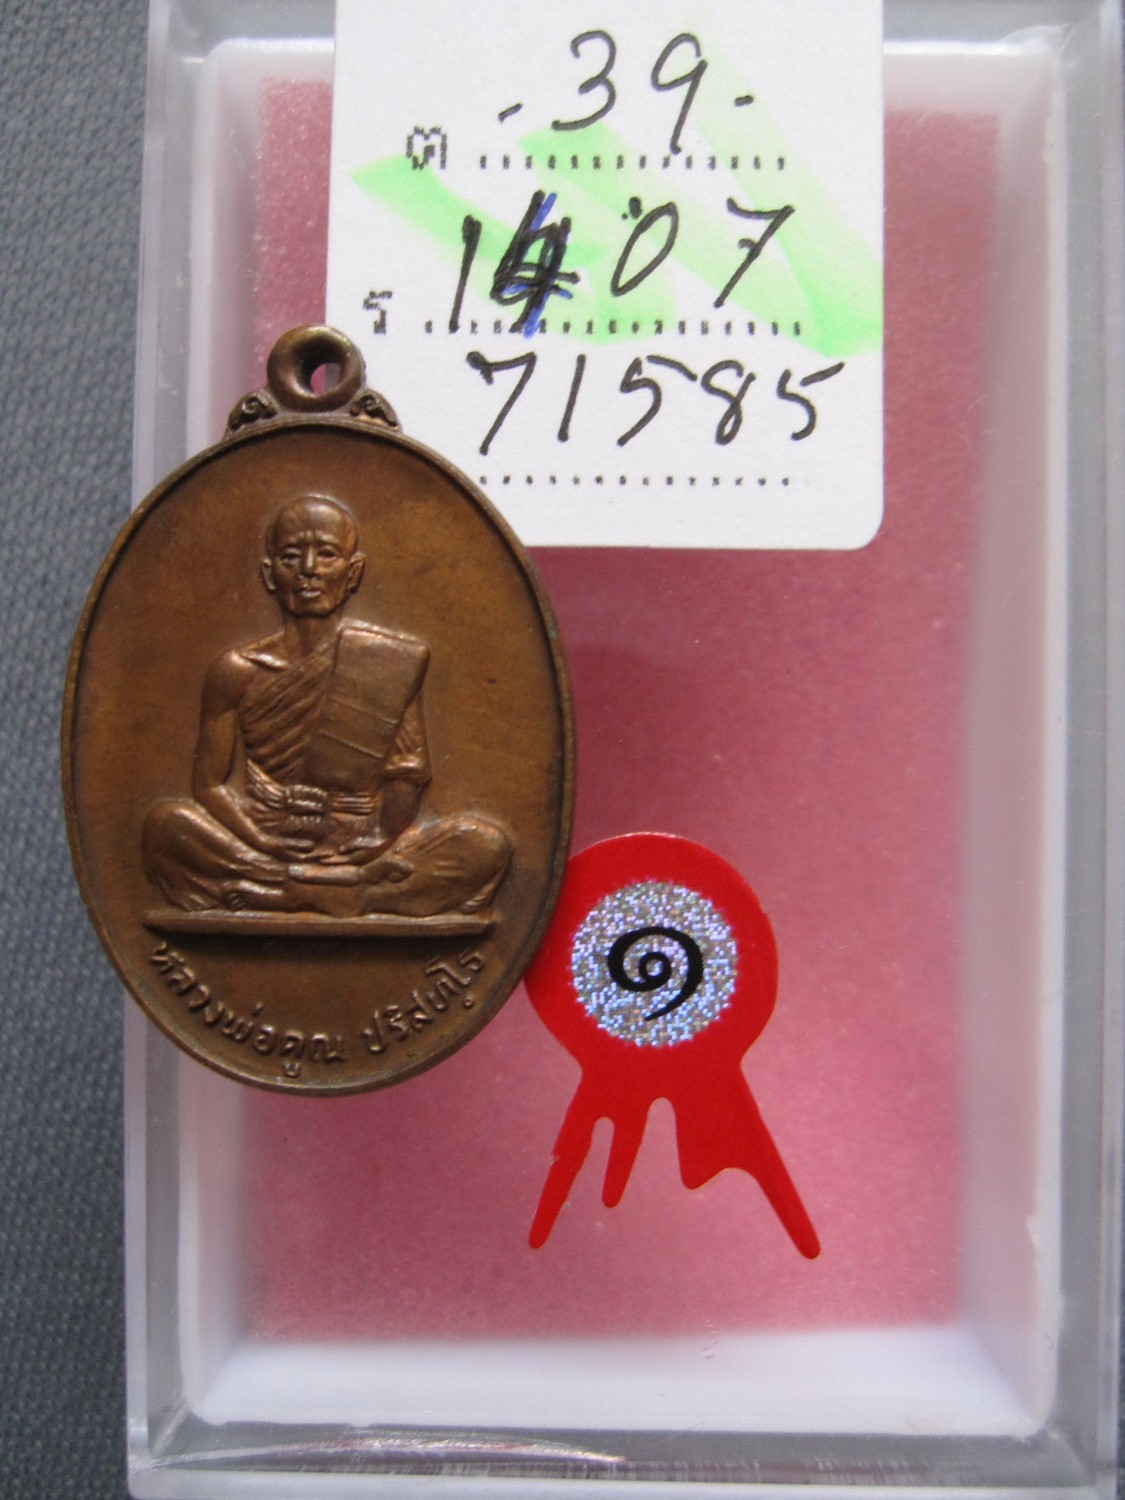 -39-
ต
1407
ร
71585
หลวงพ่อคูณ ปริสุทฺโธ
๑